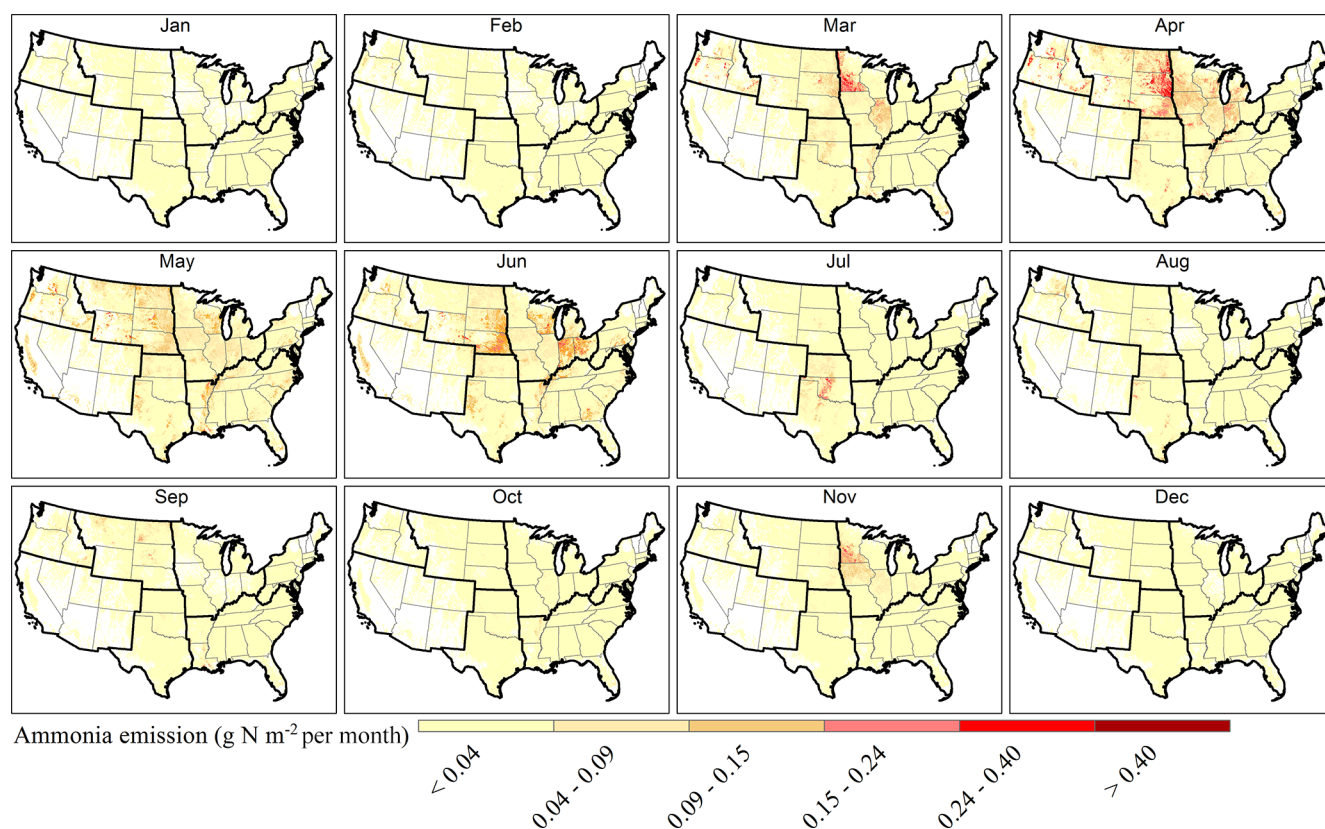 Jan
Feb
Mar
Apr
May
Jun
Jul
Aug
Sep
Oct
Nov
Dec
Ammonia emission (g N m⁻² per month)
< 0.04
0.04 - 0.09
0.09 - 0.15
0.15 - 0.24
0.24 - 0.40
> 0.40